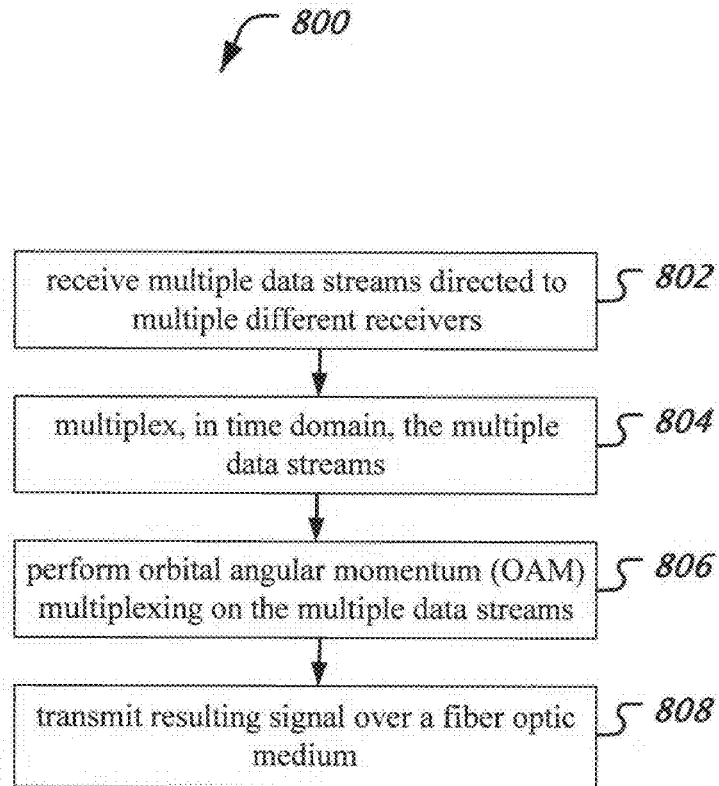 800
receive multiple data streams directed to
multiple different receivers
802
multiplex, in time domain, the multiple
data streams
804
perform orbital angular momentum (OAM)
multiplexing on the multiple data streams
806
transmit resulting signal over a fiber optic
medium
808